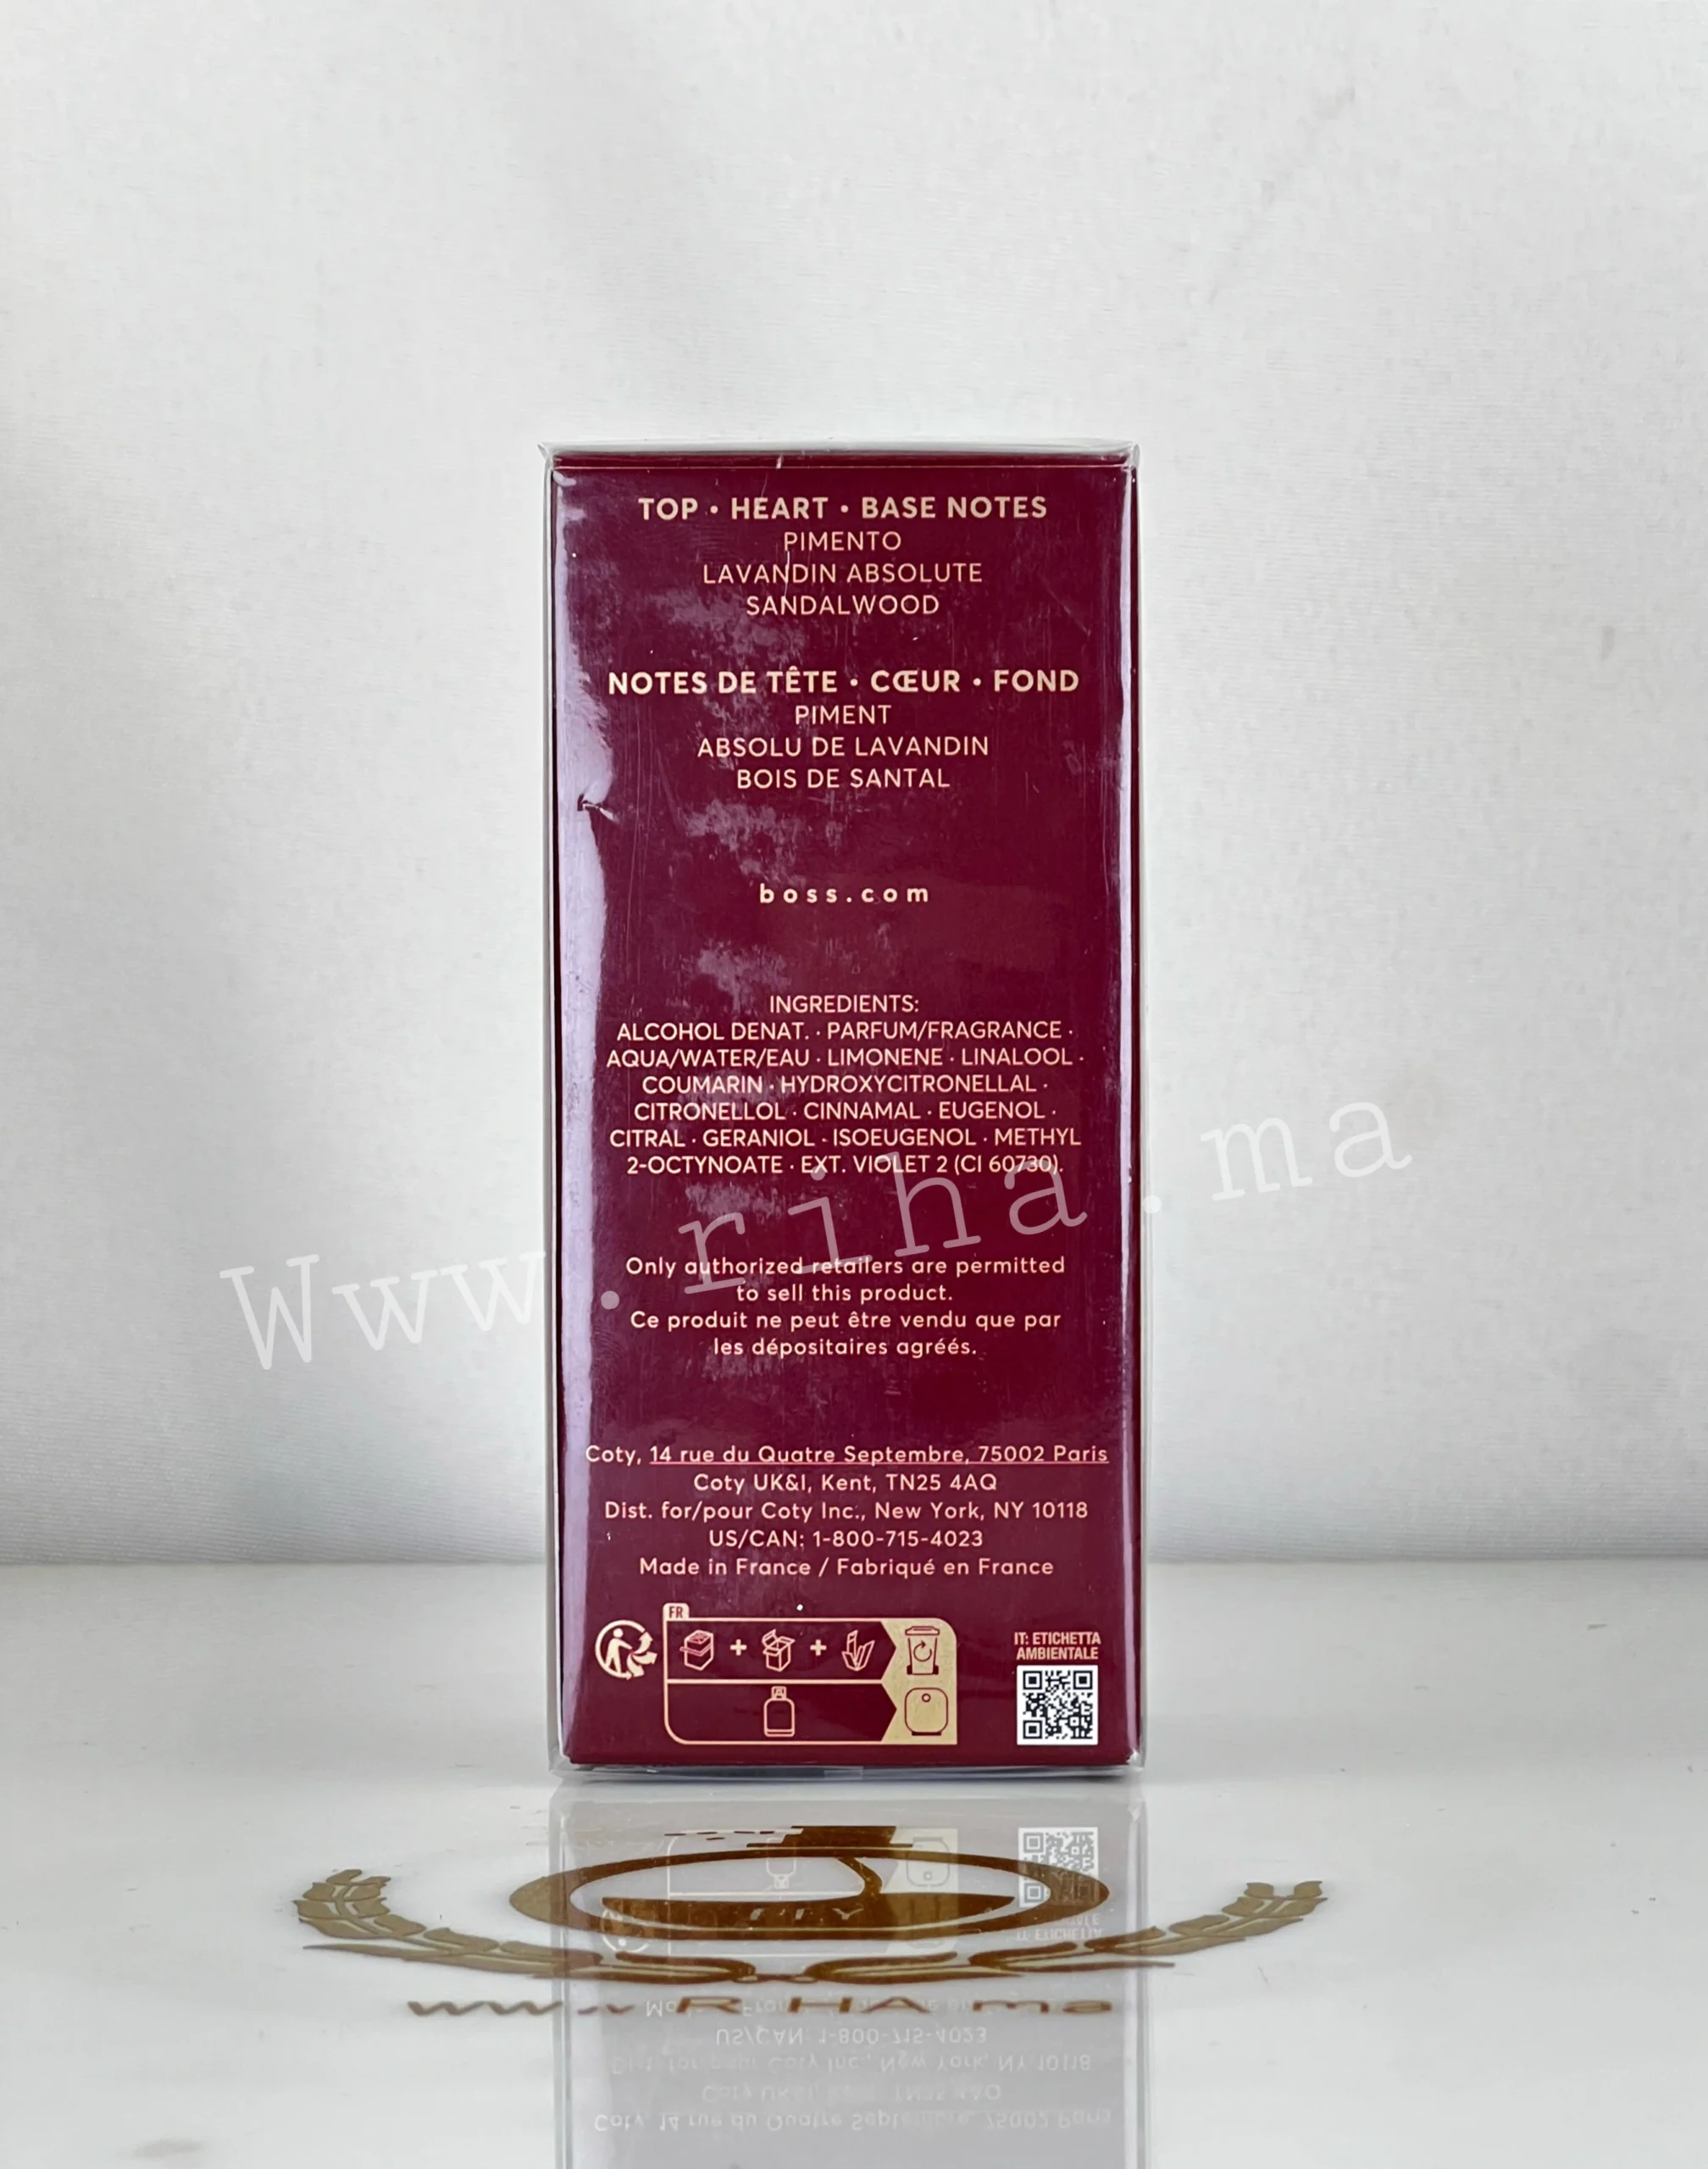 TOP • HEART • BASE NOTES
PIMENTO
LAVANDIN ABSOLUTE
SANDALWOOD
NOTES DE TÊTE • CŒUR • FOND
PIMENT
ABSOLU DE LAVANDIN
BOIS DE SANTAL
boss.com
INGREDIENTS:
ALCOHOL DENAT. · PARFUM/FRAGRANCE ·
AQUA/WATER/EAU · LIMONENE · LINALOOL ·
COUMARIN · HYDROXYCITRONELLAL ·
CITRONELLOL · CINNAMAL · EUGENOL ·
CITRAL · GERANIOL · ISOEUGENOL · METHYL
2-OCTYNOATE · EXT. VIOLET 2 (CI 60730).
Www.riha.ma
Only authorized retailers are permitted
to sell this product.
Ce produit ne peut être vendu que par
les dépositaires agréés.
Coty, 14 rue du Quatre Septembre, 75002 Paris
Coty UK&I, Kent, TN25 4AQ
Dist. for/pour Coty Inc., New York, NY 10118
US/CAN: 1-800-715-4023
Made in France / Fabriqué en France
FR
IT: ETICHETTA
AMBIENTALE
www.RIHA.ma